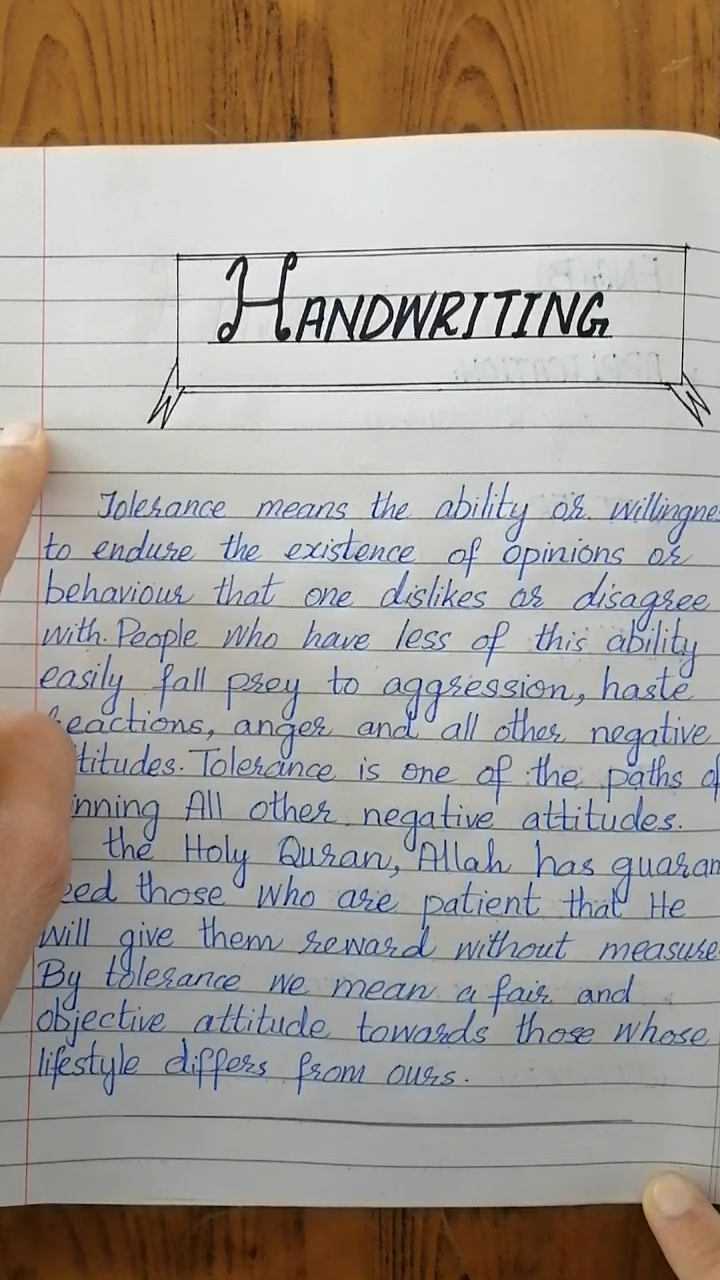 HANDWRITING
Tolerance means the ability or willingne
to endure the existence of opinions or
behaviour that one dislikes or disagree
with. People who have less of this ability
easily fall prey to aggression, haste
reactions, anger and all other negative
titudes. Tolerance is one of the paths of
inning All other negative attitudes.
the Holy Quran, Allah has guaran
eed those who are patient that He
will give them reward without measure
By tolerance we mean a fair and
objective attitude towards those whose
lifestyle differs from ours.